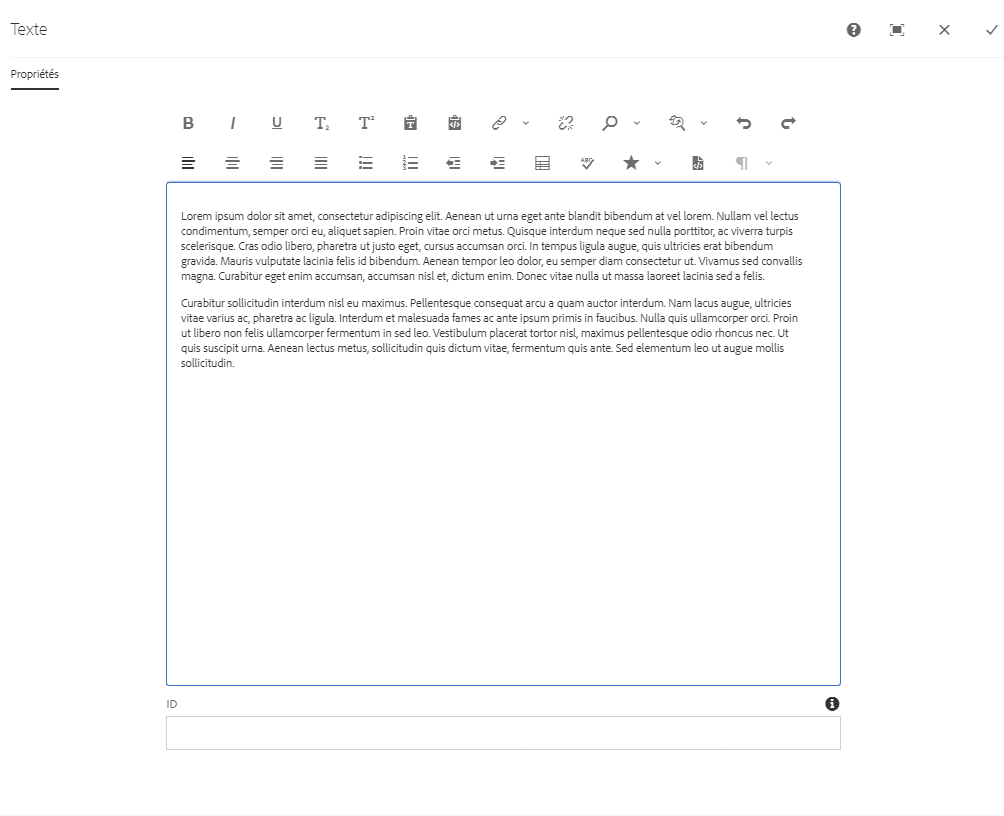 Texte
Propriétés
Lorem ipsum dolor sit amet, consectetur adipiscing elit. Aenean ut urna eget ante blandit bibendum at vel lorem. Nullam vel lectus
condimentum, semper orci eu, aliquet sapien. Proin vitae orci metus. Quisque interdum neque sed nulla porttitor, ac viverra turpis
scelerisque. Cras odio libero, pharetra ut justo eget, cursus accumsan orci. In tempus ligula augue, quis ultricies erat bibendum
gravida. Mauris vulputate lacinia felis id bibendum. Aenean tempor leo dolor, eu semper diam consectetur ut. Vivamus sed convallis
magna. Curabitur eget enim accumsan, accumsan nisl et, dictum enim. Donec vitae nulla ut massa laoreet lacinia sed a felis.
Curabitur sollicitudin interdum nisl eu maximus. Pellentesque consequat arcu a quam auctor interdum. Nam lacus augue, ultricies
vitae varius ac, pharetra ac ligula. Interdum et malesuada fames ac ante ipsum primis in faucibus. Nulla quis ullamcorper orci. Proin
ut libero non felis ullamcorper fermentum in sed leo. Vestibulum placerat tortor nisl, maximus pellentesque odio rhoncus nec. Ut
quis suscipit urna. Aenean lectus metus, sollicitudin quis dictum vitae, fermentum quis ante. Sed elementum leo ut augue mollis
sollicitudin.
ID